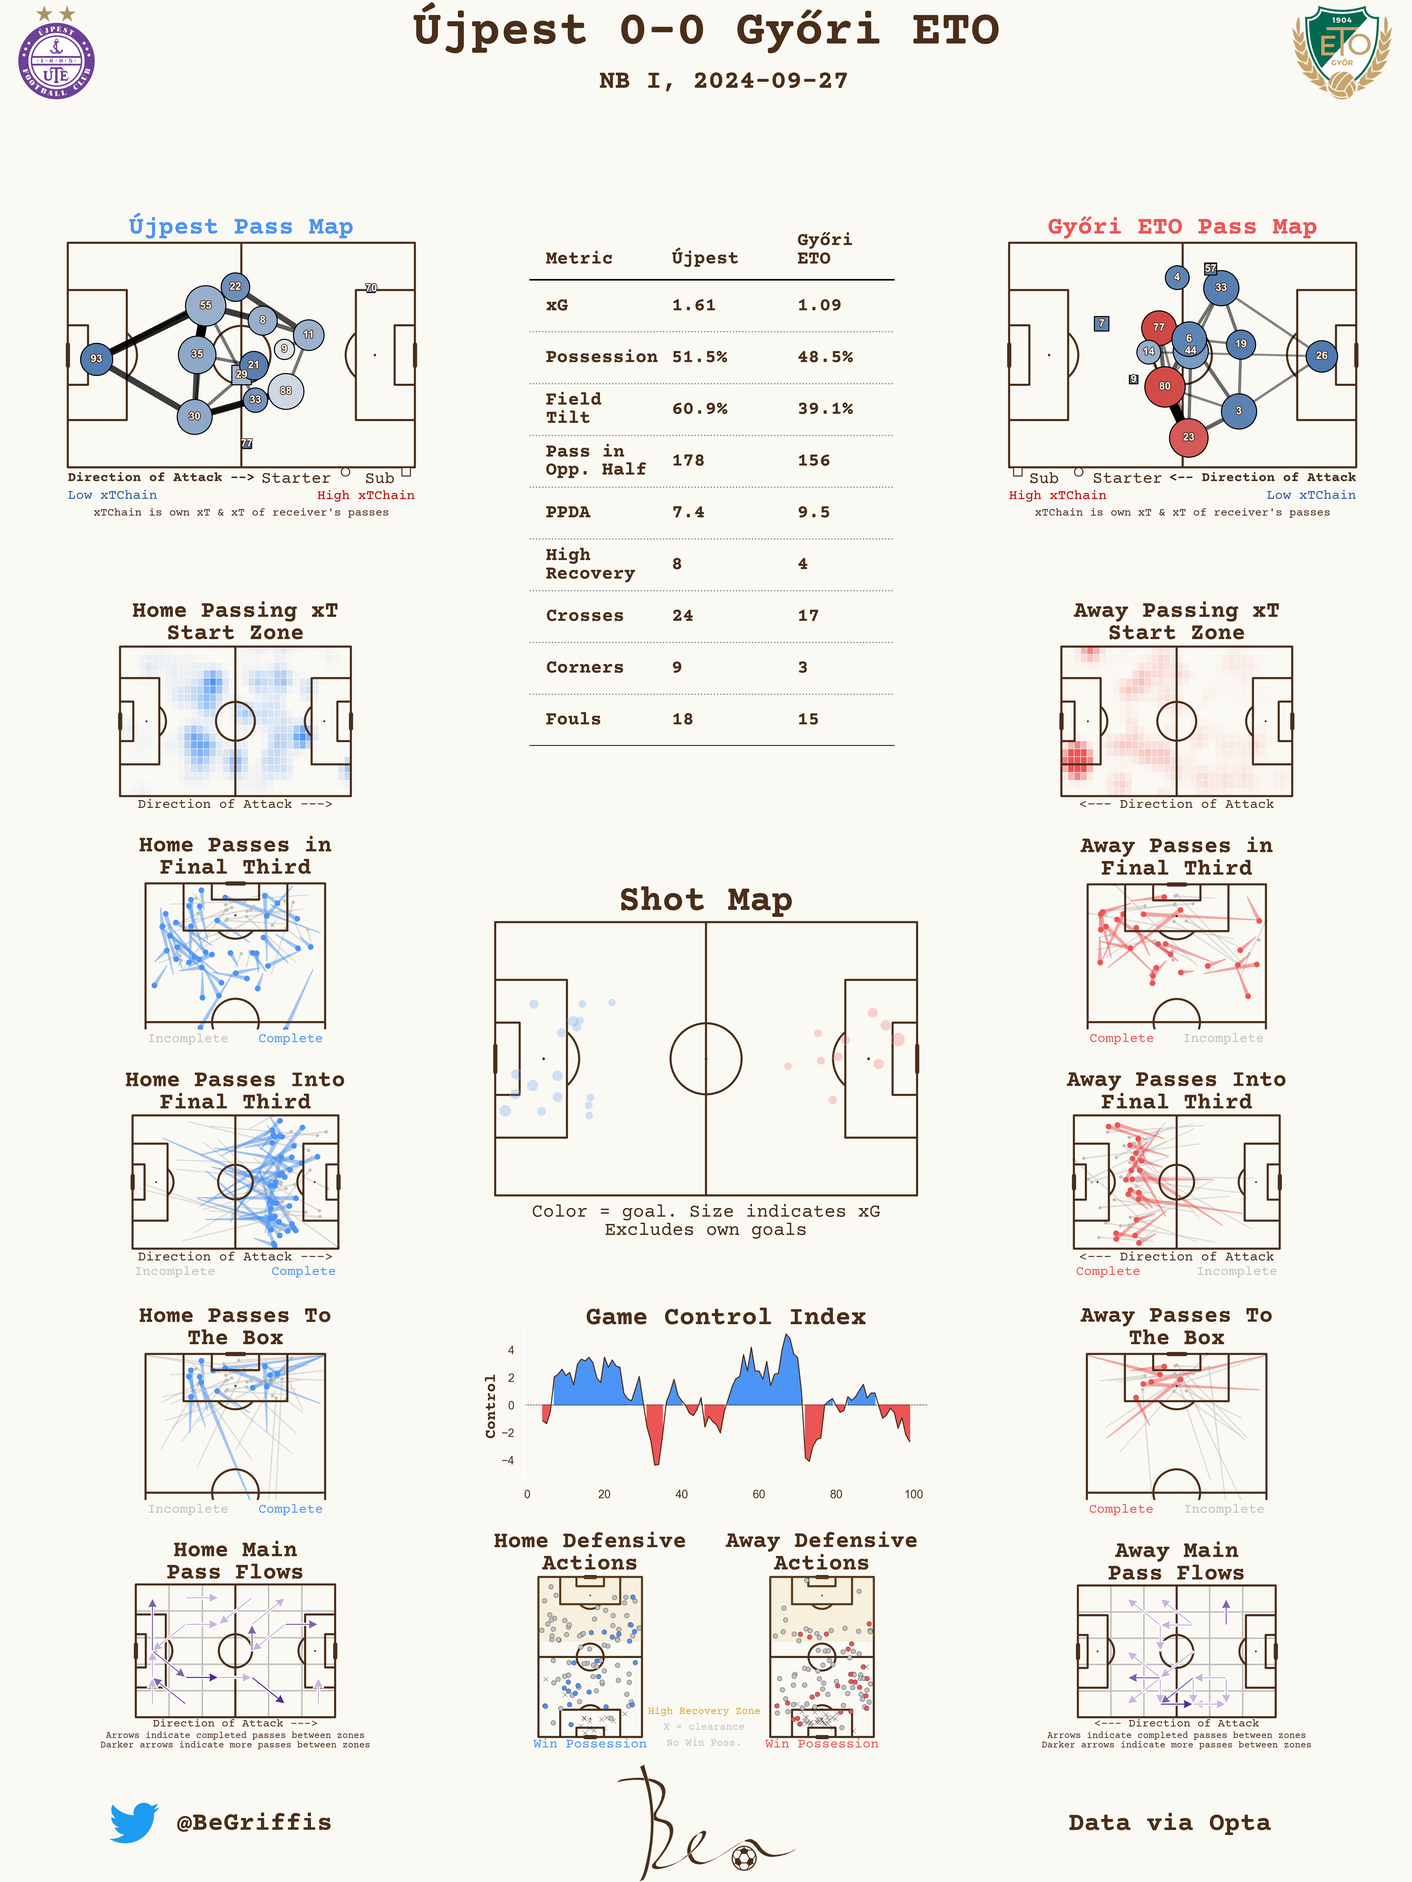 Újpest 0-0 Győri ETO
NB I, 2024-09-27
ÚJPEST
·1885·
UTE
FOOTBALL CLUB
1904
ETO
GYŐR
Újpest Pass Map
93
55
22
8
11
35
9
21
29
88
33
30
77
70
Direction of Attack --> Starter Sub
Low xTChain High xTChain
xTChain is own xT & xT of receiver's passes
Metric Újpest Győri ETO
xG 1.61 1.09
Possession 51.5% 48.5%
Field Tilt 60.9% 39.1%
Pass in Opp. Half 178 156
PPDA 7.4 9.5
High Recovery 8 4
Crosses 24 17
Corners 9 3
Fouls 18 15
Győri ETO Pass Map
4
57
33
7
77
6
14
44
19
26
9
80
3
23
Sub Starter <-- Direction of Attack
High xTChain Low xTChain
xTChain is own xT & xT of receiver's passes
Home Passing xT
Start Zone
Direction of Attack --->
Away Passing xT
Start Zone
<--- Direction of Attack
Home Passes in
Final Third
Incomplete Complete
Away Passes in
Final Third
Complete Incomplete
Shot Map
Color = goal. Size indicates xG
Excludes own goals
Home Passes Into
Final Third
Direction of Attack --->
Incomplete Complete
Away Passes Into
Final Third
<--- Direction of Attack
Complete Incomplete
Home Passes To
The Box
Incomplete Complete
Game Control Index
Control
4
2
0
−2
−4
0 20 40 60 80 100
Away Passes To
The Box
Complete Incomplete
Home Main
Pass Flows
Direction of Attack --->
Arrows indicate completed passes between zones
Darker arrows indicate more passes between zones
Home Defensive
Actions
Win Possession
High Recovery Zone
X = clearance
No Win Poss.
Away Defensive
Actions
Win Possession
Away Main
Pass Flows
<--- Direction of Attack
Arrows indicate completed passes between zones
Darker arrows indicate more passes between zones
@BeGriffis
Ben
Data via Opta